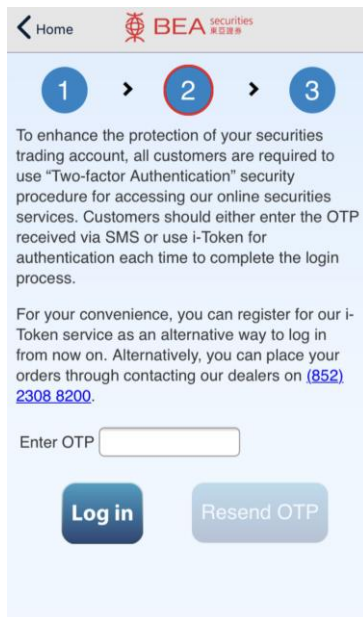 Home
BEA securities
東亞證券
1 > 2 > 3
To enhance the protection of your securities
trading account, all customers are required to
use “Two-factor Authentication” security
procedure for accessing our online securities
services. Customers should either enter the OTP
received via SMS or use i-Token for
authentication each time to complete the login
process.
For your convenience, you can register for our i-
Token service as an alternative way to log in
from now on. Alternatively, you can place your
orders through contacting our dealers on (852)
2308 8200.
Enter OTP
Log in
Resend OTP